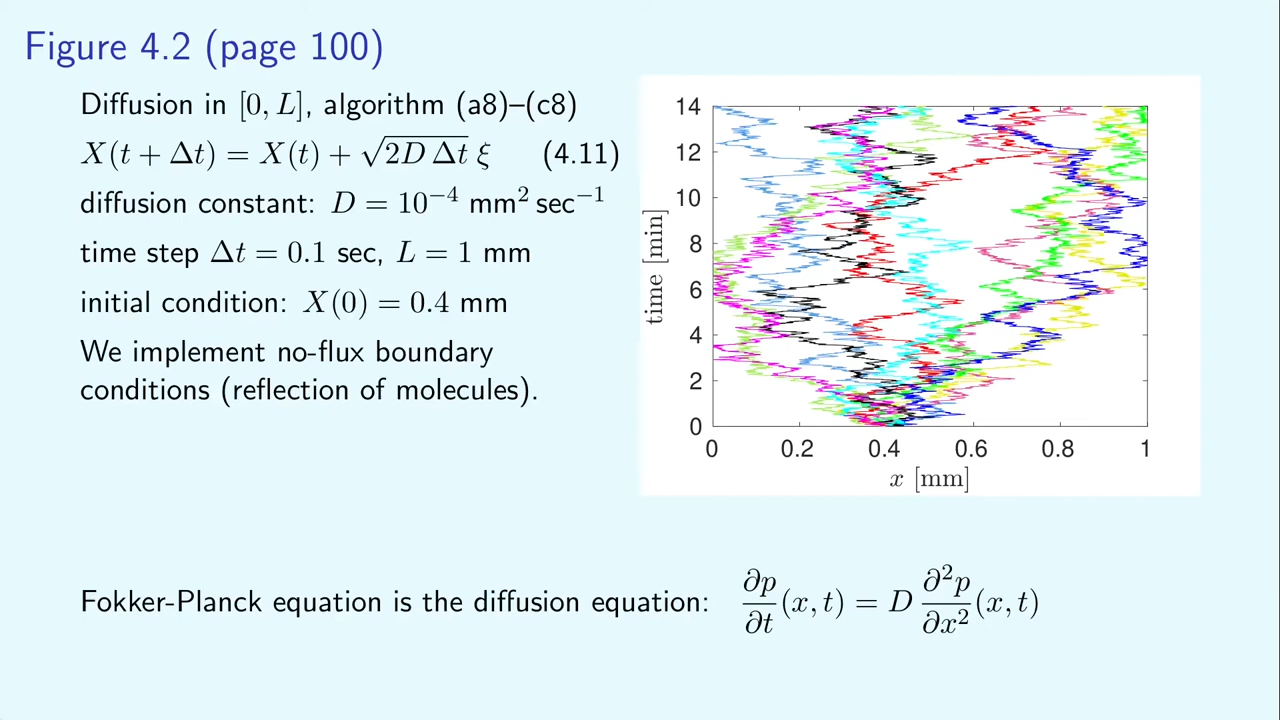 Figure 4.2 (page 100)
Diffusion in [0, L], algorithm (a8)–(c8)
X(t + Δt) = X(t) + √(2D Δt) ξ (4.11)
diffusion constant: D = 10⁻⁴ mm² sec⁻¹
time step Δt = 0.1 sec, L = 1 mm
initial condition: X(0) = 0.4 mm
We implement no-flux boundary
conditions (reflection of molecules).
14
12
10
8
6
4
2
0
time [min]
0 0.2 0.4 0.6 0.8 1
x [mm]
Fokker-Planck equation is the diffusion equation: ∂p/∂t (x, t) = D ∂²p/∂x² (x, t)